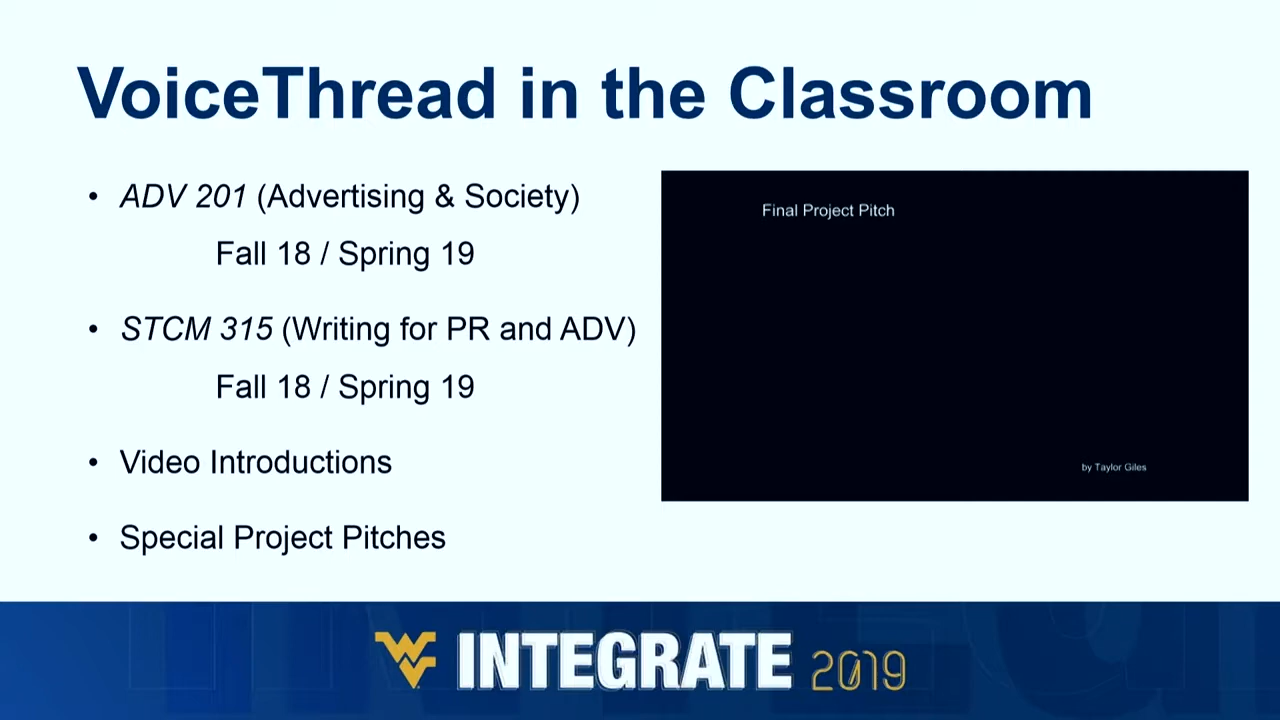 VoiceThread in the Classroom
• ADV 201 (Advertising & Society)
Fall 18 / Spring 19
• STCM 315 (Writing for PR and ADV)
Fall 18 / Spring 19
• Video Introductions
• Special Project Pitches
Final Project Pitch
by Taylor Giles
WV INTEGRATE 2019